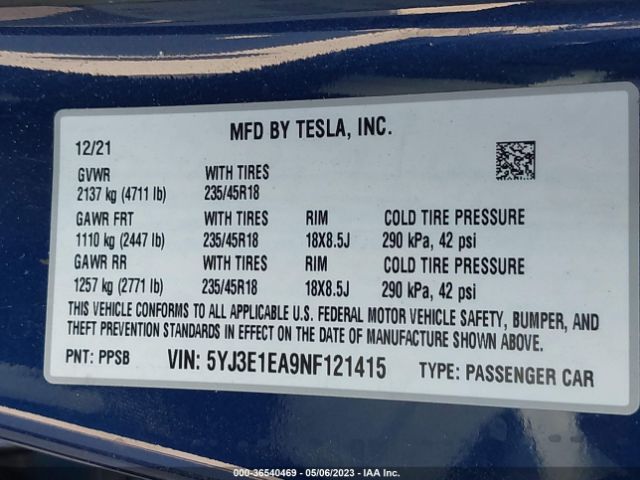 MFD BY TESLA, INC.
12/21
GVWR WITH TIRES
2137 kg (4711 lb) 235/45R18
GAWR FRT WITH TIRES RIM COLD TIRE PRESSURE
1110 kg (2447 lb) 235/45R18 18X8.5J 290 kPa, 42 psi
GAWR RR WITH TIRES RIM COLD TIRE PRESSURE
1257 kg (2771 lb) 235/45R18 18X8.5J 290 kPa, 42 psi
THIS VEHICLE CONFORMS TO ALL APPLICABLE U.S. FEDERAL MOTOR VEHICLE SAFETY, BUMPER, AND
THEFT PREVENTION STANDARDS IN EFFECT ON THE DATE OF MANUFACTURE SHOWN ABOVE.
PNT: PPSB VIN: 5YJ3E1EA9NF121415 TYPE: PASSENGER CAR
000-36540469 - 05/06/2023 - IAA Inc.